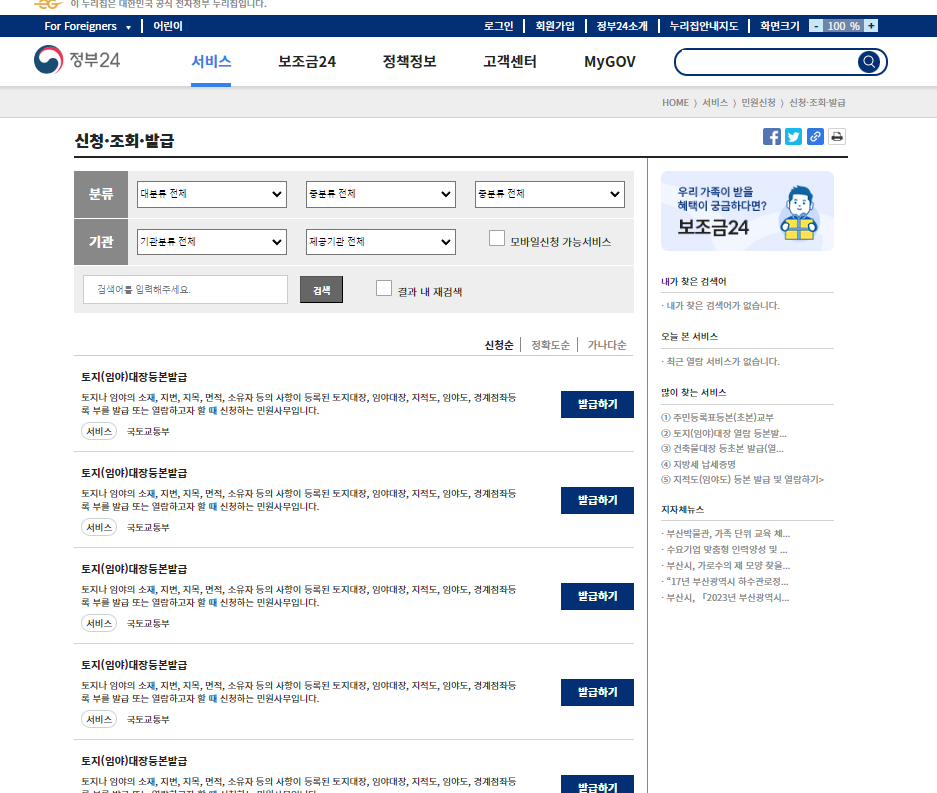 이 누리집은 대한민국 공식 전자정부 누리집입니다.
For Foreigners 어린이 로그인 회원가입 정부24소개 누리집안내지도 화면크기 - 100 % +
정부24 서비스 보조금24 정책정보 고객센터 MyGOV
HOME 〉 서비스 〉 민원신청 〉 신청·조회·발급
신청·조회·발급
분류 대분류 전체 중분류 전체 중분류 전체
기관 기관분류 전체 제공기관 전체 모바일신청 가능서비스
검색어를 입력해주세요. 검색 결과 내 재검색
신청순 정확도순 가나다순
토지(임야)대장등본발급
토지나 임야의 소재, 지번, 지목, 면적, 소유자 등의 사항이 등록된 토지대장, 임야대장, 지적도, 임야도, 경계점좌등
록 부를 발급 또는 열람하고자 할 때 신청하는 민원사무입니다.
발급하기
서비스 국토교통부
토지(임야)대장등본발급
토지나 임야의 소재, 지번, 지목, 면적, 소유자 등의 사항이 등록된 토지대장, 임야대장, 지적도, 임야도, 경계점좌등
록 부를 발급 또는 열람하고자 할 때 신청하는 민원사무입니다.
발급하기
서비스 국토교통부
토지(임야)대장등본발급
토지나 임야의 소재, 지번, 지목, 면적, 소유자 등의 사항이 등록된 토지대장, 임야대장, 지적도, 임야도, 경계점좌등
록 부를 발급 또는 열람하고자 할 때 신청하는 민원사무입니다.
발급하기
서비스 국토교통부
토지(임야)대장등본발급
토지나 임야의 소재, 지번, 지목, 면적, 소유자 등의 사항이 등록된 토지대장, 임야대장, 지적도, 임야도, 경계점좌등
록 부를 발급 또는 열람하고자 할 때 신청하는 민원사무입니다.
발급하기
서비스 국토교통부
토지(임야)대장등본발급
토지나 임야의 소재, 지번, 지목, 면적, 소유자 등의 사항이 등록된 토지대장, 임야대장, 지적도, 임야도, 경계점좌등
발급하기
우리 가족이 받을
혜택이 궁금하다면?
보조금24
내가 찾은 검색어
· 내가 찾은 검색어가 없습니다.
오늘 본 서비스
· 최근 열람 서비스가 없습니다.
많이 찾는 서비스
① 주민등록표등본(초본)교부
② 토지(임야)대장 열람 등본발...
③ 건축물대장 등초본 발급(열...
④ 지방세 납세증명
⑤ 지적도(임야도) 등본 발급 및 열람하기>
지자체뉴스
· 부산박물관, 가족 단위 교육 체...
· 수요기업 맞춤형 인력양성 및 ...
· 부산시, 가로수의 제 모양 찾을...
· “17년 부산광역시 하수관로정...
· 부산시, 「2023년 부산광역시...